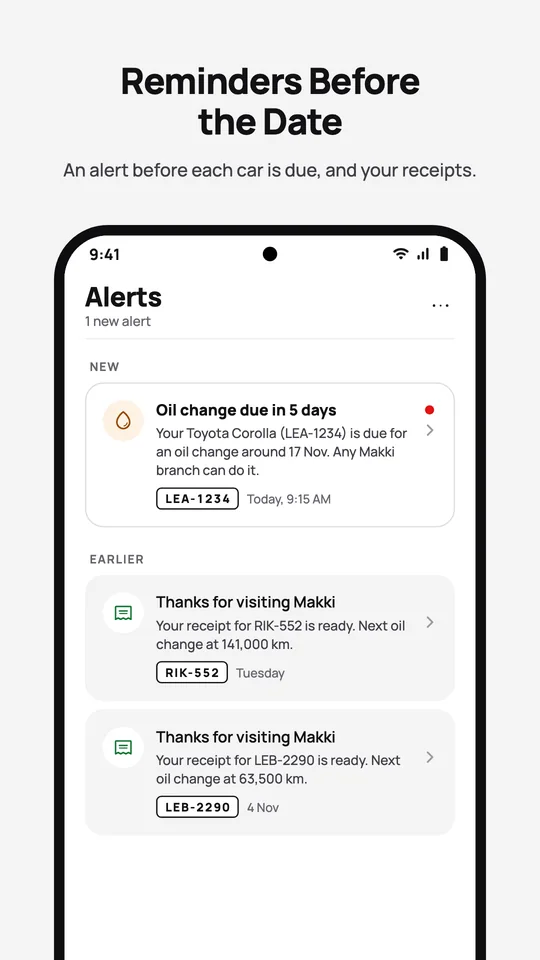 Reminders Before
the Date
An alert before each car is due, and your receipts.
9:41
Alerts
...
1 new alert
NEW
Oil change due in 5 days
Your Toyota Corolla (LEA-1234) is due for
an oil change around 17 Nov. Any Makki
branch can do it.
LEA-1234 Today, 9:15 AM
EARLIER
Thanks for visiting Makki
Your receipt for RIK-552 is ready. Next oil
change at 141,000 km.
RIK-552 Tuesday
Thanks for visiting Makki
Your receipt for LEB-2290 is ready. Next
oil change at 63,500 km.
LEB-2290 4 Nov